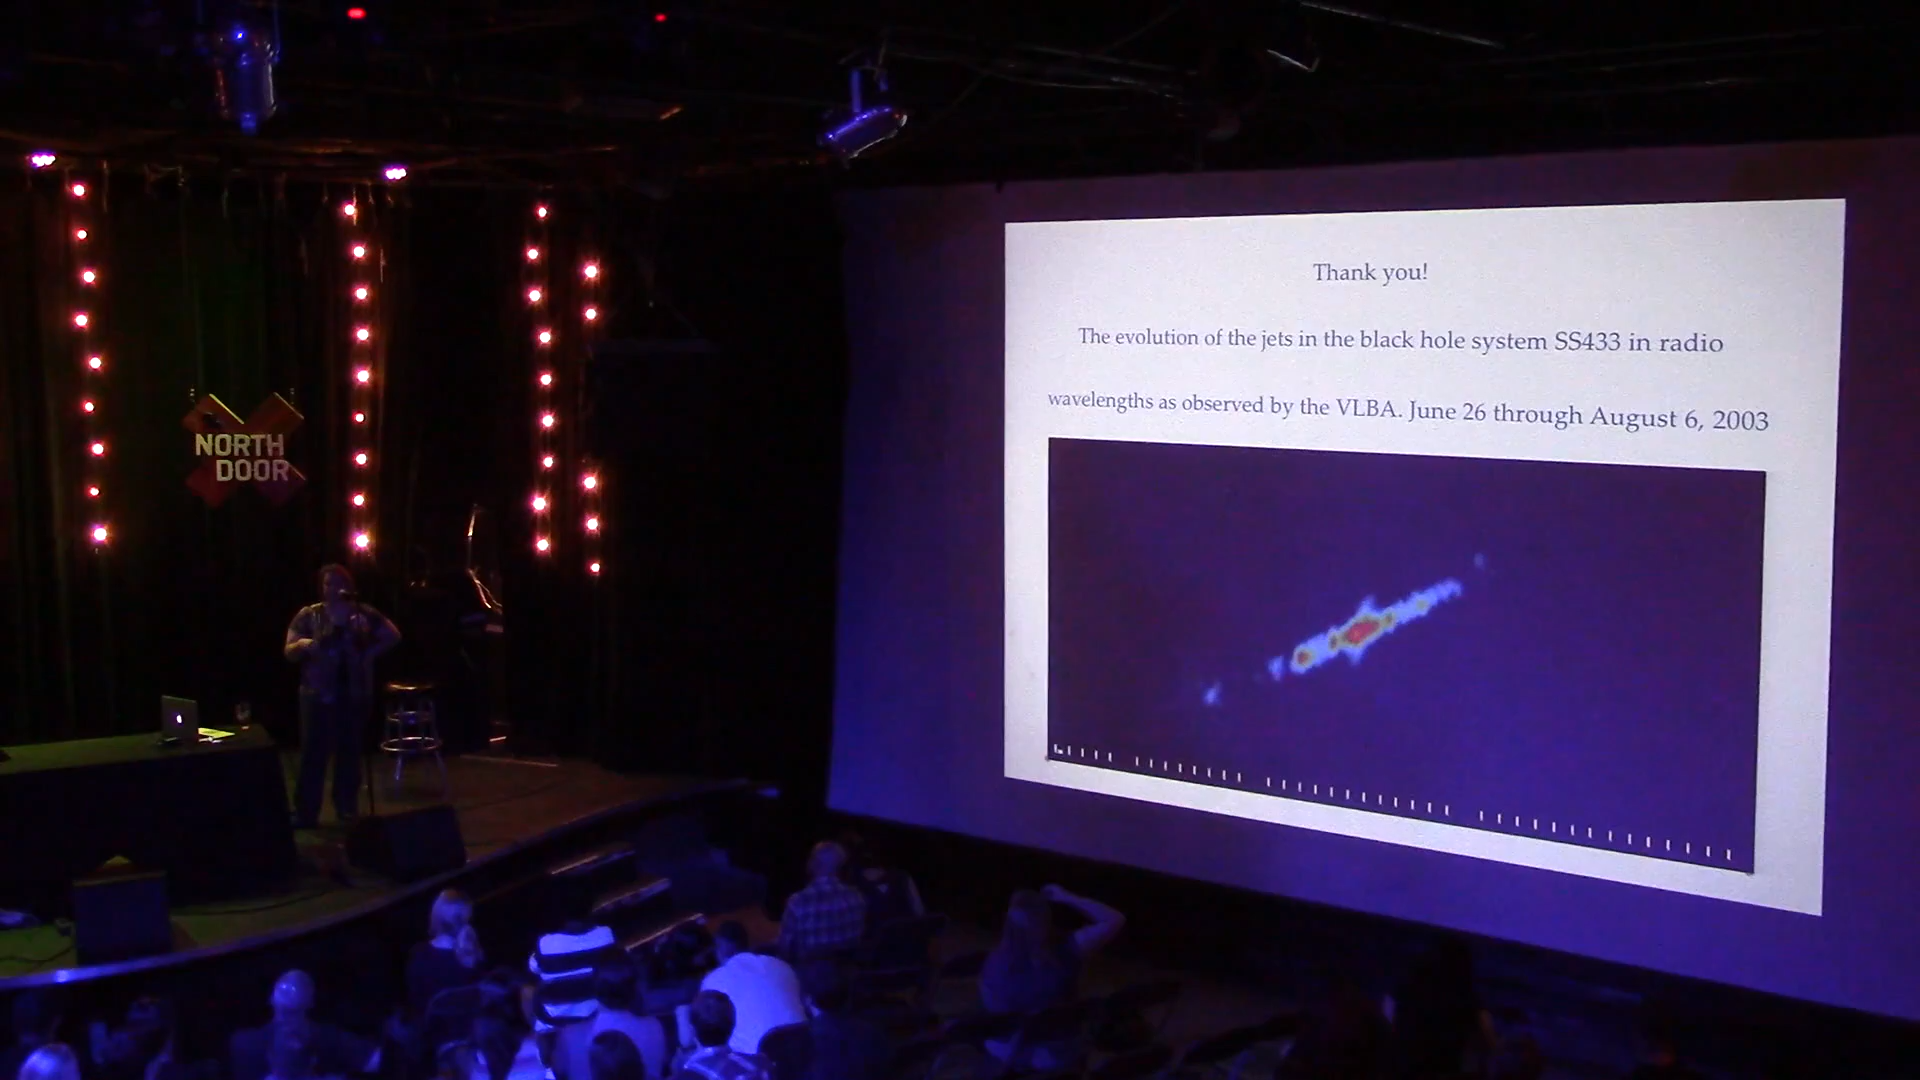 NORTH
DOOR
Thank you!
The evolution of the jets in the black hole system SS433 in radio
wavelengths as observed by the VLBA. June 26 through August 6, 2003